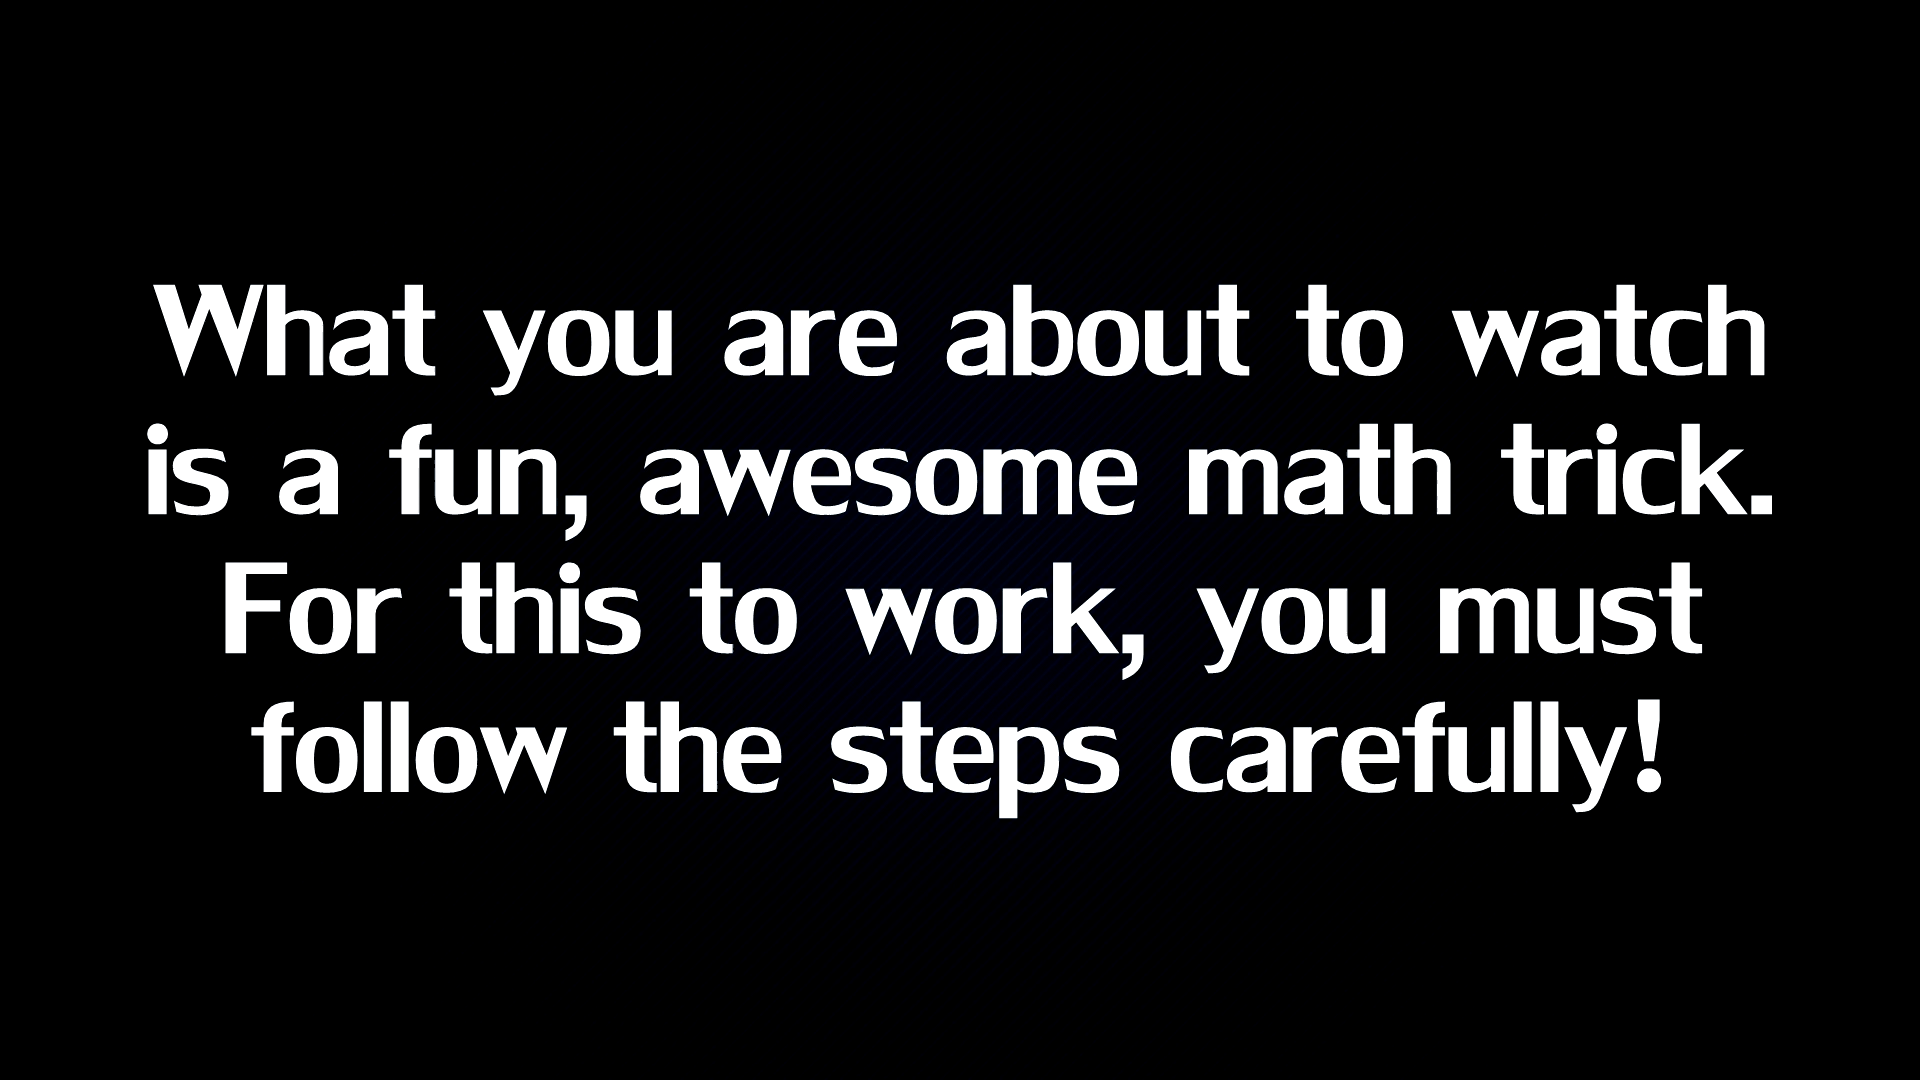 What you are about to watch
is a fun, awesome math trick.
For this to work, you must
follow the steps carefully!